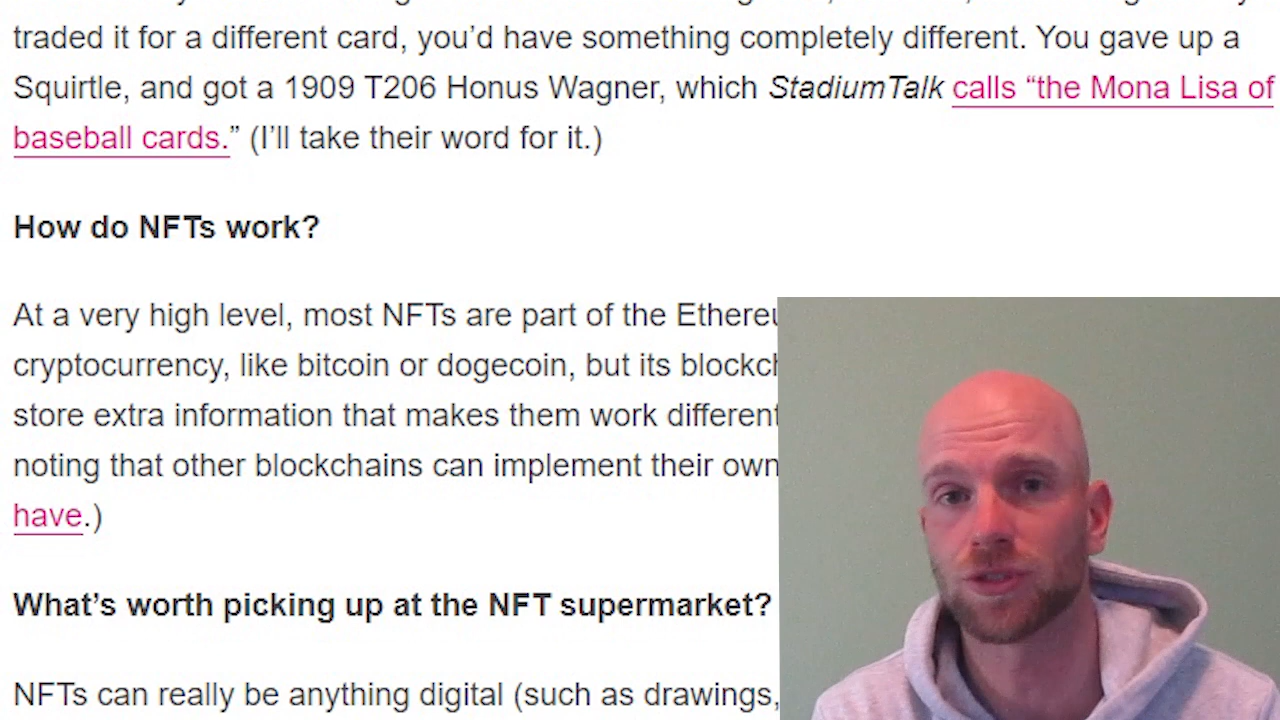 traded it for a different card, you’d have something completely different. You gave up a
Squirtle, and got a 1909 T206 Honus Wagner, which StadiumTalk calls “the Mona Lisa of
baseball cards.” (I’ll take their word for it.)
How do NFTs work?
At a very high level, most NFTs are part of the
cryptocurrency, like bitcoin or dogecoin, but its
store extra information that makes them work
noting that other blockchains can implement their own
have.)
What’s worth picking up at the NFT supermarket?
NFTs can really be anything digital (such as drawings,